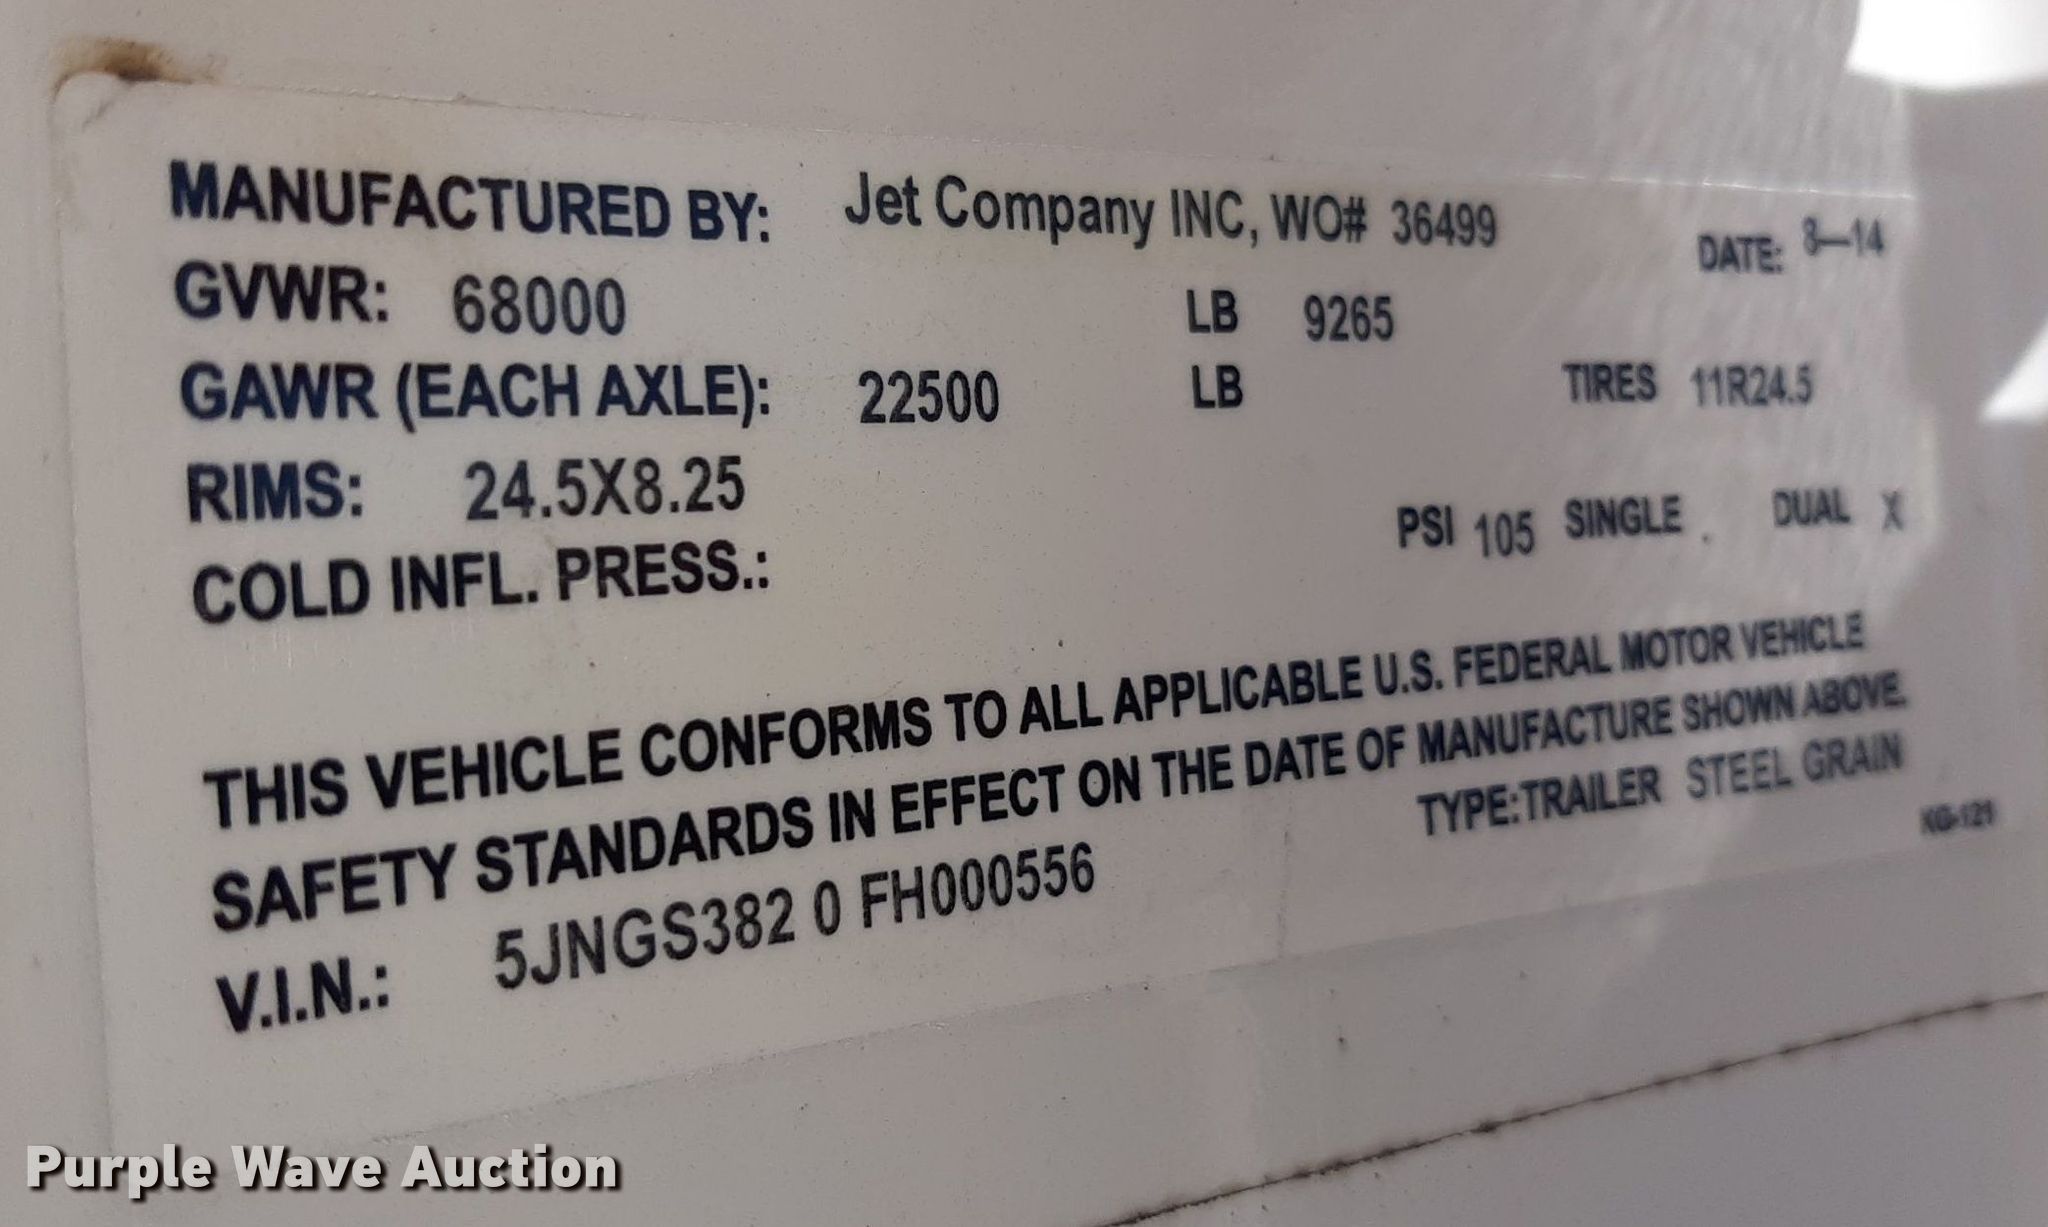 MANUFACTURED BY: Jet Company INC, WO# 36499 DATE: 8-14
GVWR: 68000 LB 9265
GAWR (EACH AXLE): 22500 LB TIRES 11R24.5
RIMS: 24.5X8.25
COLD INFL. PRESS.: PSI 105 SINGLE . DUAL X
THIS VEHICLE CONFORMS TO ALL APPLICABLE U.S. FEDERAL MOTOR VEHICLE
SAFETY STANDARDS IN EFFECT ON THE DATE OF MANUFACTURE SHOWN ABOVE.
V.I.N.: 5JNGS382 0 FH000556 TYPE:TRAILER STEEL GRAIN
Purple Wave Auction